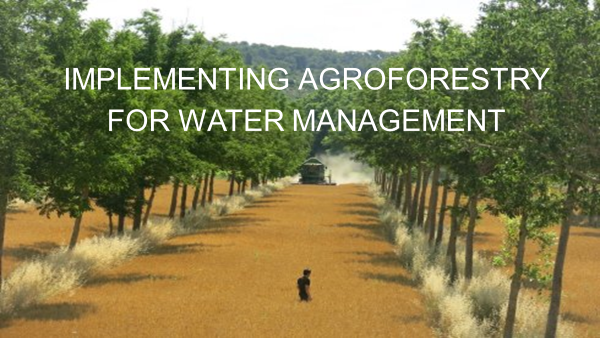 IMPLEMENTING AGROFORESTRY
FOR WATER MANAGEMENT